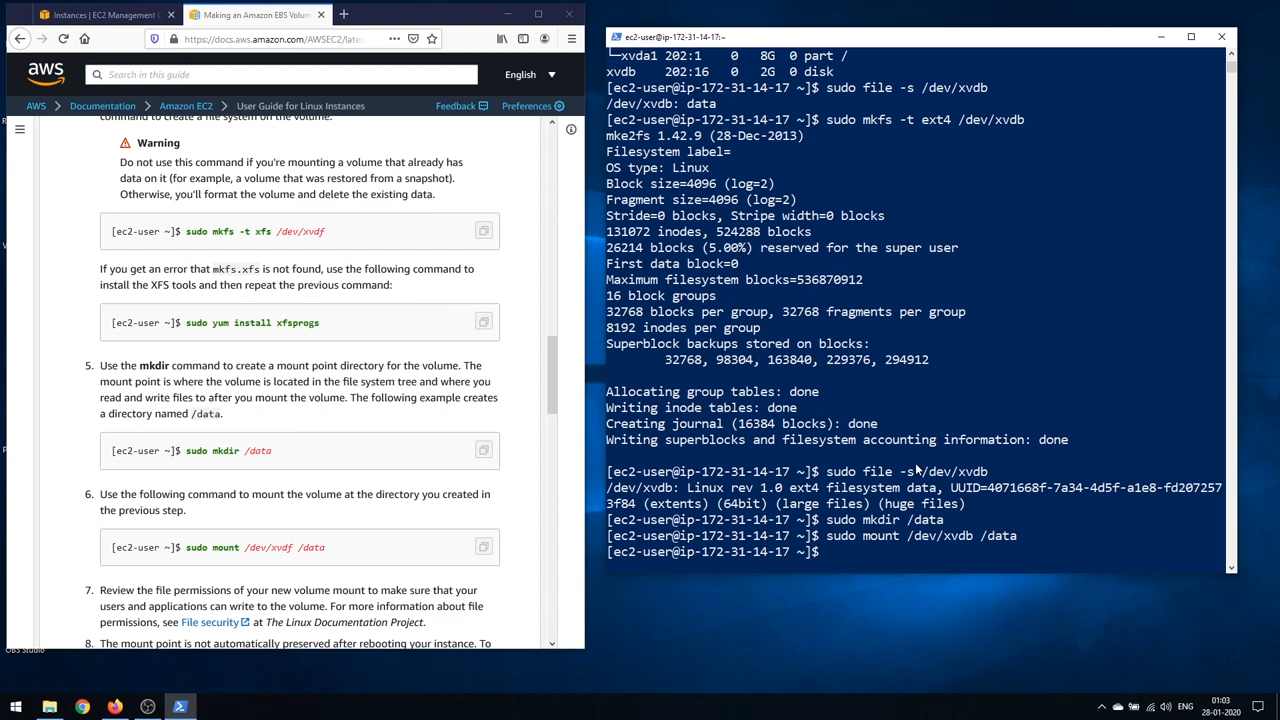 Instances | EC2 Management C
Making an Amazon EBS Volum
https://docs.aws.amazon.com/AWSEC2/late
aws
Search in this guide
English
AWS > Documentation > Amazon EC2 > User Guide for Linux Instances
Feedback
Preferences
command to create a file system on the volume.
Warning
Do not use this command if you're mounting a volume that already has
data on it (for example, a volume that was restored from a snapshot).
Otherwise, you'll format the volume and delete the existing data.
[ec2-user ~]$ sudo mkfs -t xfs /dev/xvdf
If you get an error that mkfs.xfs is not found, use the following command to
install the XFS tools and then repeat the previous command:
[ec2-user ~]$ sudo yum install xfsprogs
5. Use the mkdir command to create a mount point directory for the volume. The
mount point is where the volume is located in the file system tree and where you
read and write files to after you mount the volume. The following example creates
a directory named /data.
[ec2-user ~]$ sudo mkdir /data
6. Use the following command to mount the volume at the directory you created in
the previous step.
[ec2-user ~]$ sudo mount /dev/xvdf /data
7. Review the file permissions of your new volume mount to make sure that your
users and applications can write to the volume. For more information about file
permissions, see File security at The Linux Documentation Project.
8. The mount point is not automatically preserved after rebooting your instance. To
OBS Studio
ec2-user@ip-172-31-14-17:~
└─xvda1 202:1 0 8G 0 part /
xvdb 202:16 0 2G 0 disk
[ec2-user@ip-172-31-14-17 ~]$ sudo file -s /dev/xvdb
/dev/xvdb: data
[ec2-user@ip-172-31-14-17 ~]$ sudo mkfs -t ext4 /dev/xvdb
mke2fs 1.42.9 (28-Dec-2013)
Filesystem label=
OS type: Linux
Block size=4096 (log=2)
Fragment size=4096 (log=2)
Stride=0 blocks, Stripe width=0 blocks
131072 inodes, 524288 blocks
26214 blocks (5.00%) reserved for the super user
First data block=0
Maximum filesystem blocks=536870912
16 block groups
32768 blocks per group, 32768 fragments per group
8192 inodes per group
Superblock backups stored on blocks:
32768, 98304, 163840, 229376, 294912
Allocating group tables: done
Writing inode tables: done
Creating journal (16384 blocks): done
Writing superblocks and filesystem accounting information: done
[ec2-user@ip-172-31-14-17 ~]$ sudo file -s /dev/xvdb
/dev/xvdb: Linux rev 1.0 ext4 filesystem data, UUID=4071668f-7a34-4d5f-a1e8-fd207257
3f84 (extents) (64bit) (large files) (huge files)
[ec2-user@ip-172-31-14-17 ~]$ sudo mkdir /data
[ec2-user@ip-172-31-14-17 ~]$ sudo mount /dev/xvdb /data
[ec2-user@ip-172-31-14-17 ~]$
ENG
01:03
28-01-2020